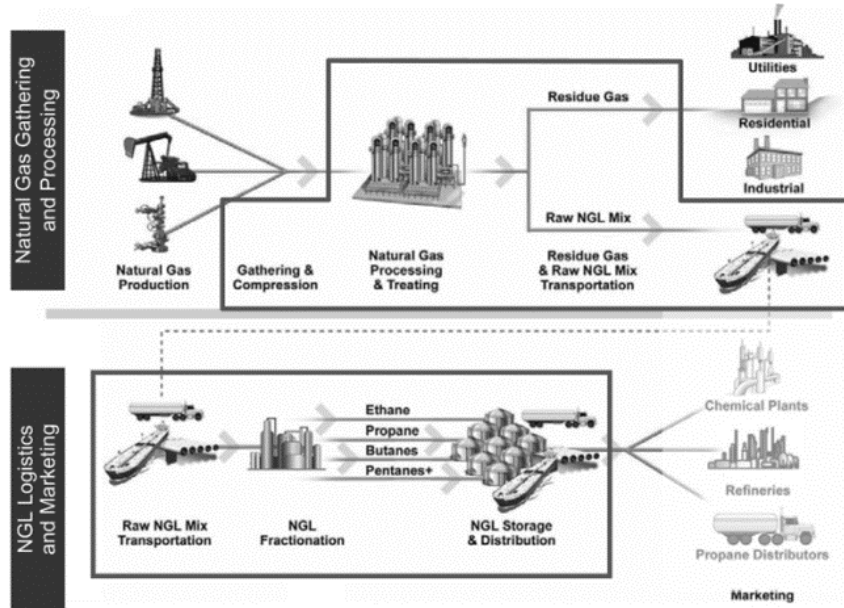 Natural Gas Gathering
and Processing
Utilities
Residue Gas
Residential
Industrial
Raw NGL Mix
Natural Gas
Production
Gathering &
Compression
Natural Gas
Processing
& Treating
Residue Gas
& Raw NGL Mix
Transportation
NGL Logistics
and Marketing
Ethane
Propane
Butanes
Pentanes+
Chemical Plants
Refineries
Propane Distributors
Raw NGL Mix
Transportation
NGL
Fractionation
NGL Storage
& Distribution
Marketing